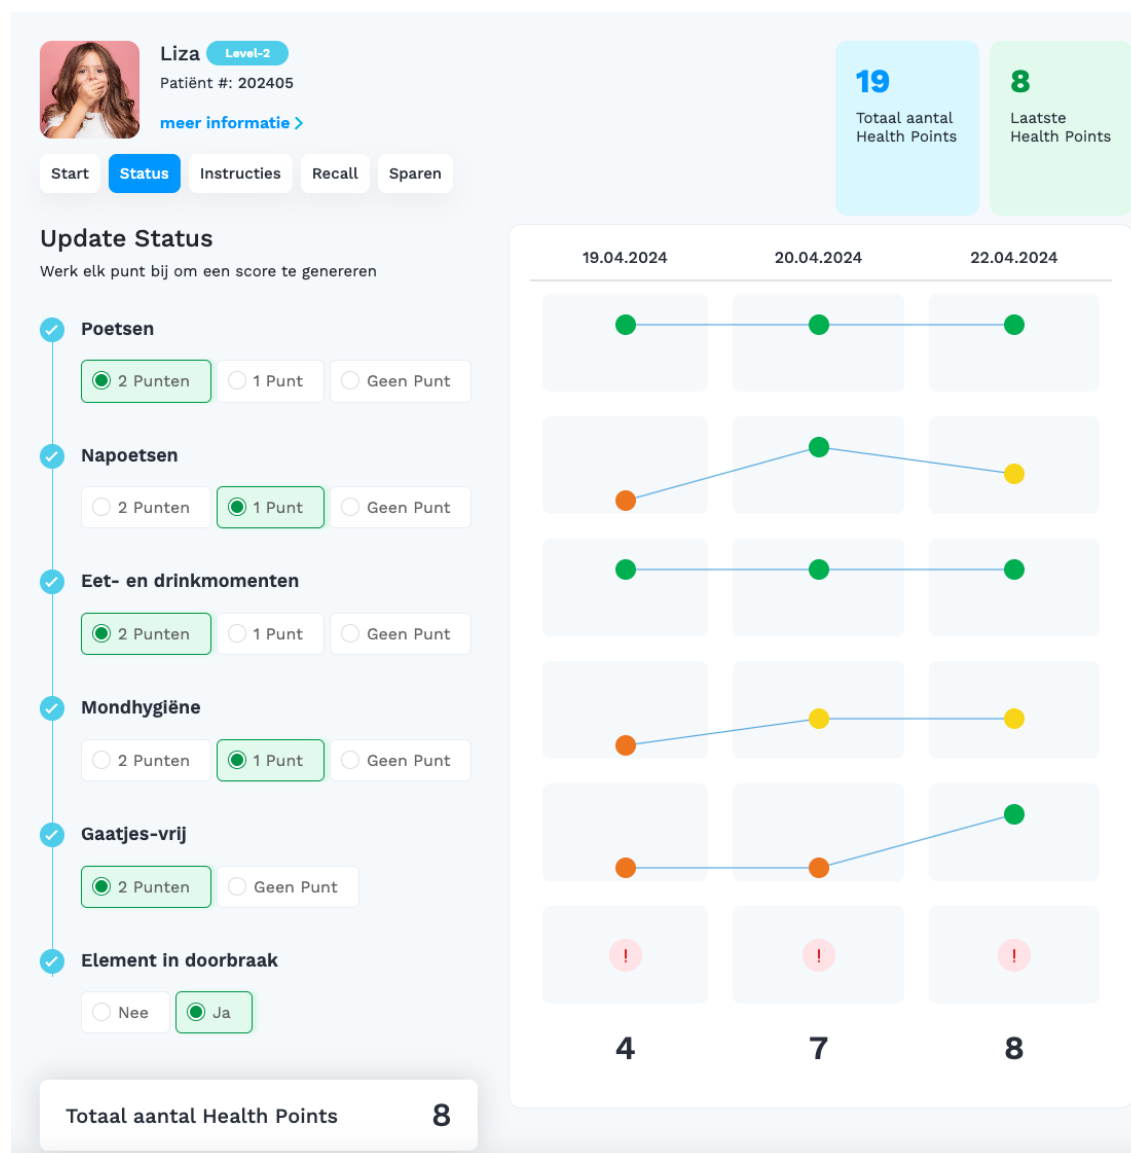 Liza Level-2
Patiënt #: 202405
meer informatie
19
Totaal aantal
Health Points
8
Laatste
Health Points
Start Status Instructies Recall Sparen
Update Status
Werk elk punt bij om een score te genereren
19.04.2024 20.04.2024 22.04.2024
Poetsen
2 Punten 1 Punt Geen Punt
Napoetsen
2 Punten 1 Punt Geen Punt
Eet- en drinkmomenten
2 Punten 1 Punt Geen Punt
Mondhygiëne
2 Punten 1 Punt Geen Punt
Gaatjes-vrij
2 Punten Geen Punt
Element in doorbraak
Nee Ja
! ! !
4 7 8
Totaal aantal Health Points 8